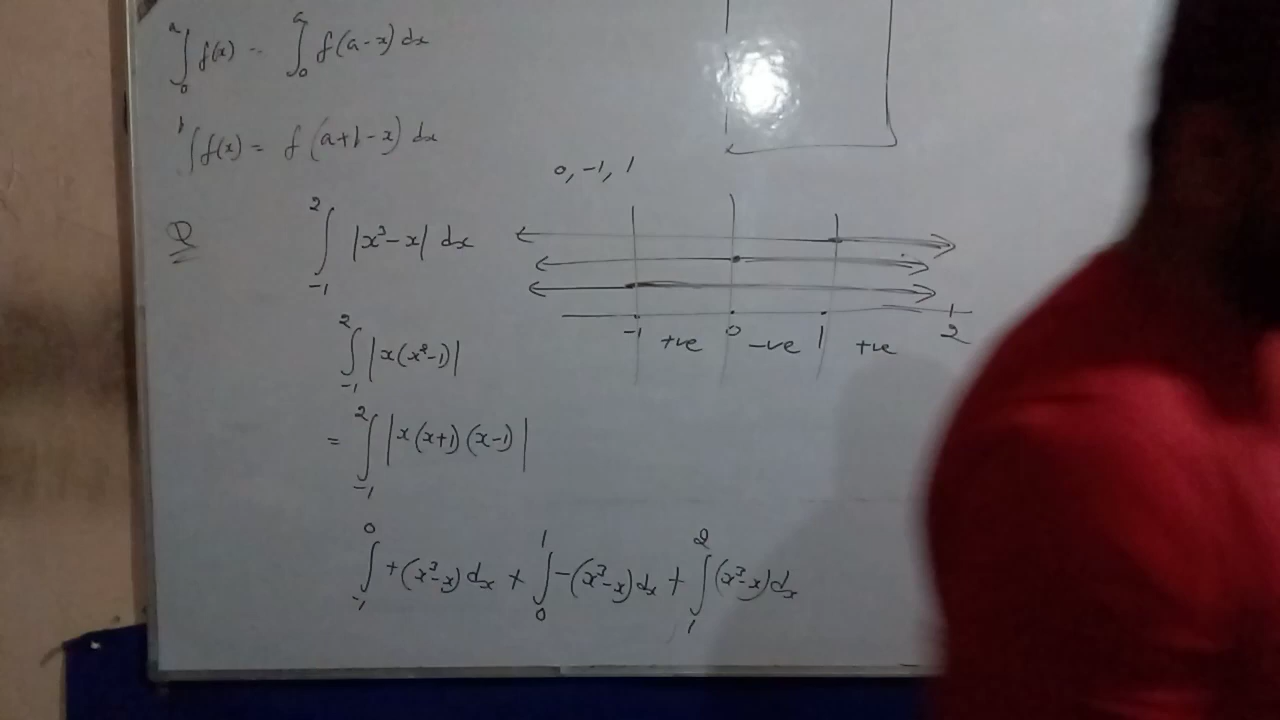 ∫₀ᵃ f(x) = ∫₀ᵃ f(a-x) dx
∫ f(x) = f(a+b-x) dx
0, -1, 1
Q ∫₋₁² |x³-x| dx
-1 0 1 2
+ve -ve +ve
∫₋₁² |x(x²-1)|
= ∫₋₁² |x(x+1)(x-1)|
∫₋₁⁰ +(x³-x)dx + ∫₀¹ -(x³-x)dx + ∫₁² (x³-x)dx